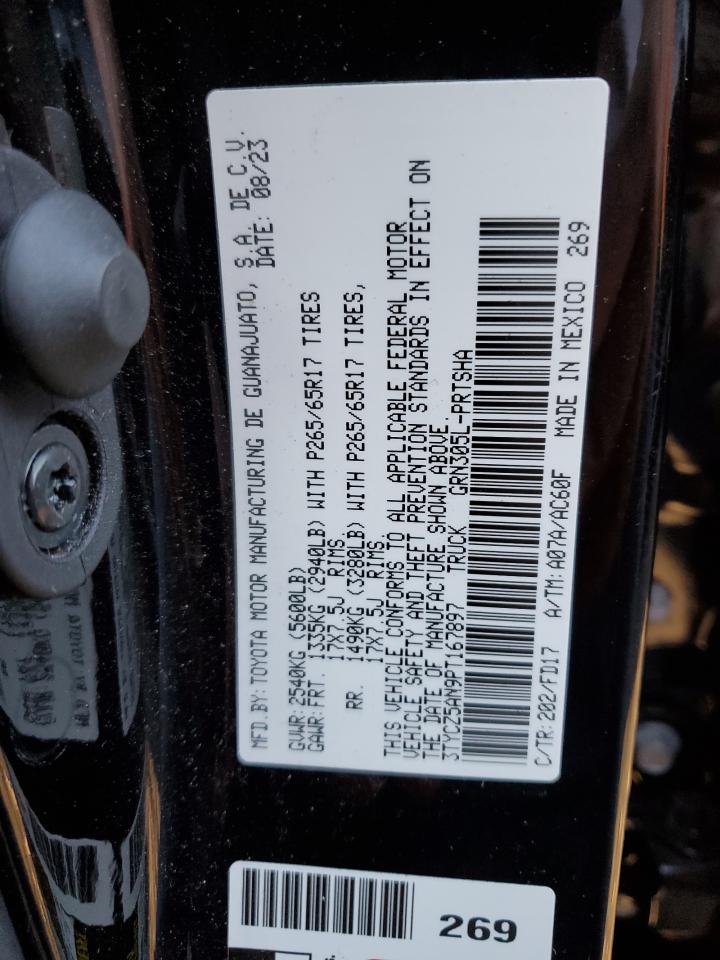 MFD.BY: TOYOTA MOTOR MANUFACTURING DE GUANAJUATO, S.A. DE C.V.
DATE: 08/23
GVWR: 2540KG (5600LB)
GAWR: FRT. 1335KG (2940LB) WITH P265/65R17 TIRES
17X7.5J RIMS
RR. 1490KG (3280LB) WITH P265/65R17 TIRES,
17X7.5J RIMS.
THIS VEHICLE CONFORMS TO ALL APPLICABLE FEDERAL MOTOR
VEHICLE SAFETY AND THEFT PREVENTION STANDARDS IN EFFECT ON
THE DATE OF MANUFACTURE SHOWN ABOVE.
3TYCZ5AN9PT167897 TRUCK GRN305L-PRTSHA
C/TR: 202/FD17 A/TM: A07A/AC60F MADE IN MEXICO 269
269